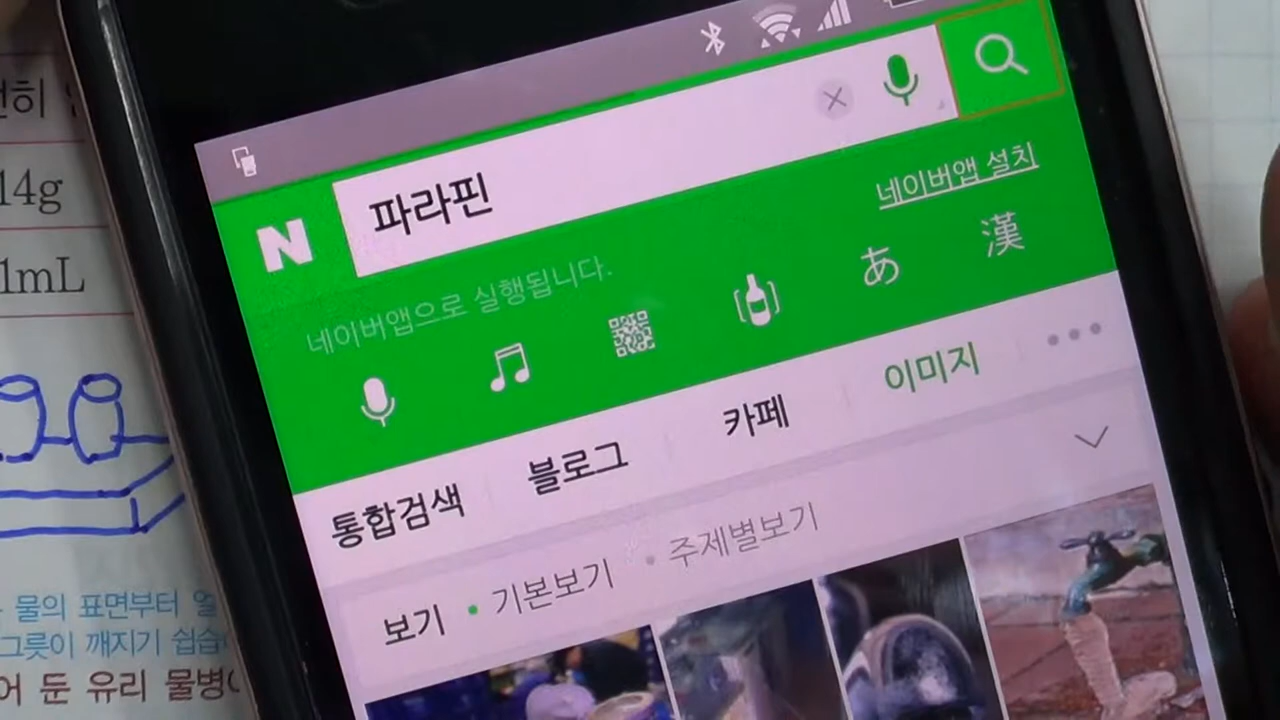 14g
1mL
N
파라핀
네이버앱 설치
네이버앱으로 실행됩니다.
あ 漢
통합검색 블로그 카페 이미지
보기 • 기본보기 • 주제별보기
물의 표면부터
그릇이 깨지기 쉽습
어 둔 유리 물병